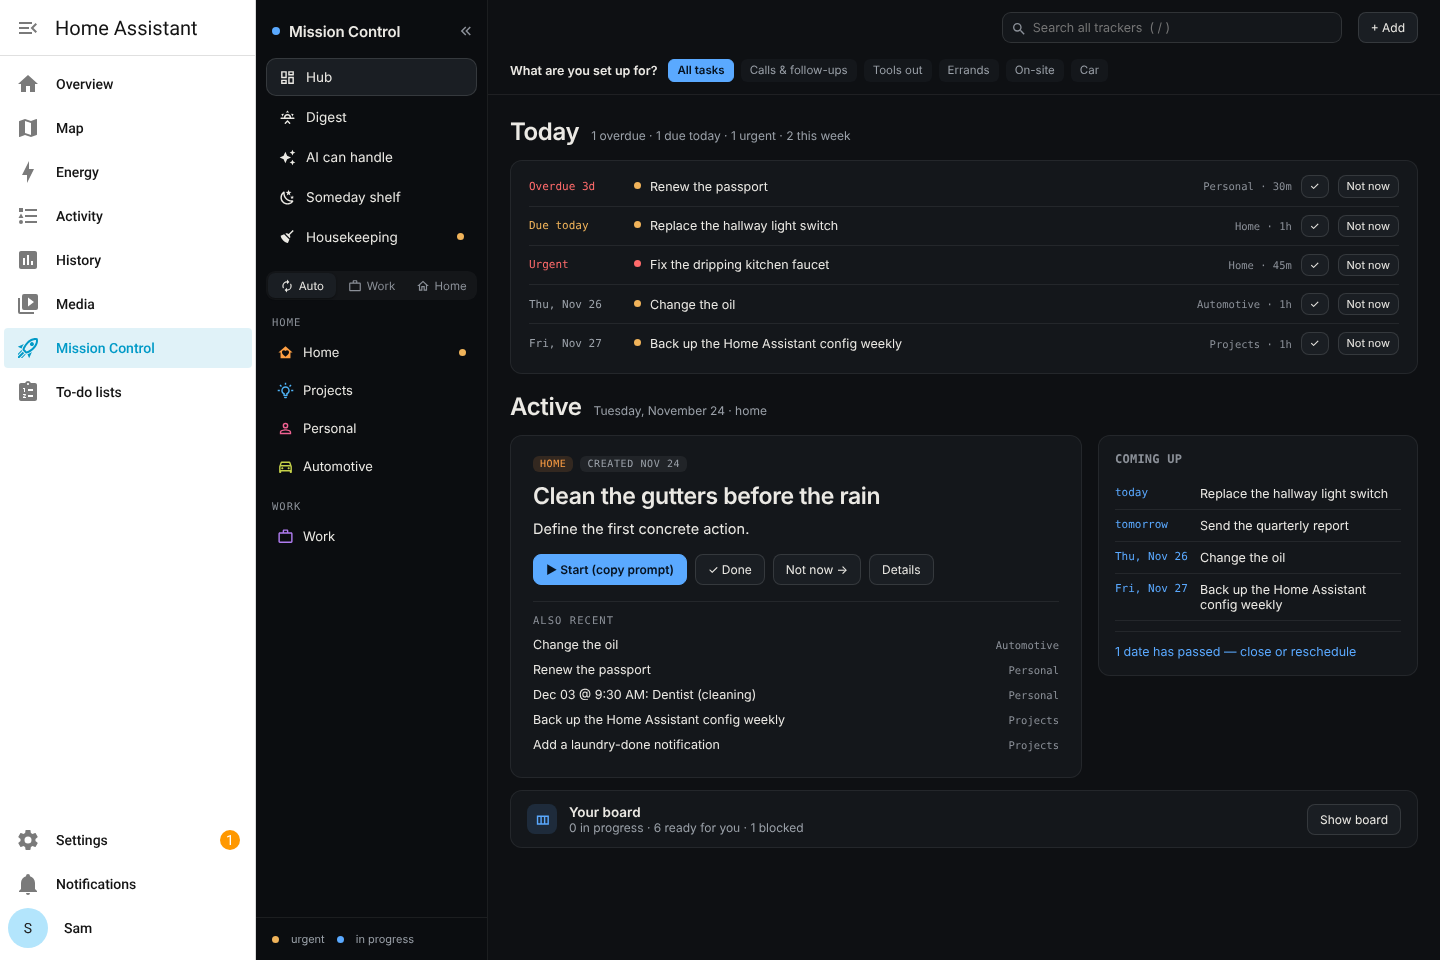 Home Assistant
Overview
Map
Energy
Activity
History
Media
Mission Control
To-do lists
Settings
1
Notifications
S
Sam
Mission Control
Hub
Digest
AI can handle
Someday shelf
Housekeeping
Auto
Work
Home
HOME
Home
Projects
Personal
Automotive
WORK
Work
urgent
in progress
Search all trackers ( / )
+ Add
What are you set up for?
All tasks
Calls & follow-ups
Tools out
Errands
On-site
Car
Today 1 overdue · 1 due today · 1 urgent · 2 this week
Overdue 3d Renew the passport Personal · 30m ✓ Not now
Due today Replace the hallway light switch Home · 1h ✓ Not now
Urgent Fix the dripping kitchen faucet Home · 45m ✓ Not now
Thu, Nov 26 Change the oil Automotive · 1h ✓ Not now
Fri, Nov 27 Back up the Home Assistant config weekly Projects · 1h ✓ Not now
Active Tuesday, November 24 · home
HOME CREATED NOV 24
Clean the gutters before the rain
Define the first concrete action.
▶ Start (copy prompt) ✓ Done Not now → Details
ALSO RECENT
Change the oil Automotive
Renew the passport Personal
Dec 03 @ 9:30 AM: Dentist (cleaning) Personal
Back up the Home Assistant config weekly Projects
Add a laundry-done notification Projects
COMING UP
today Replace the hallway light switch
tomorrow Send the quarterly report
Thu, Nov 26 Change the oil
Fri, Nov 27 Back up the Home Assistant
config weekly
1 date has passed — close or reschedule
Your board
0 in progress · 6 ready for you · 1 blocked
Show board